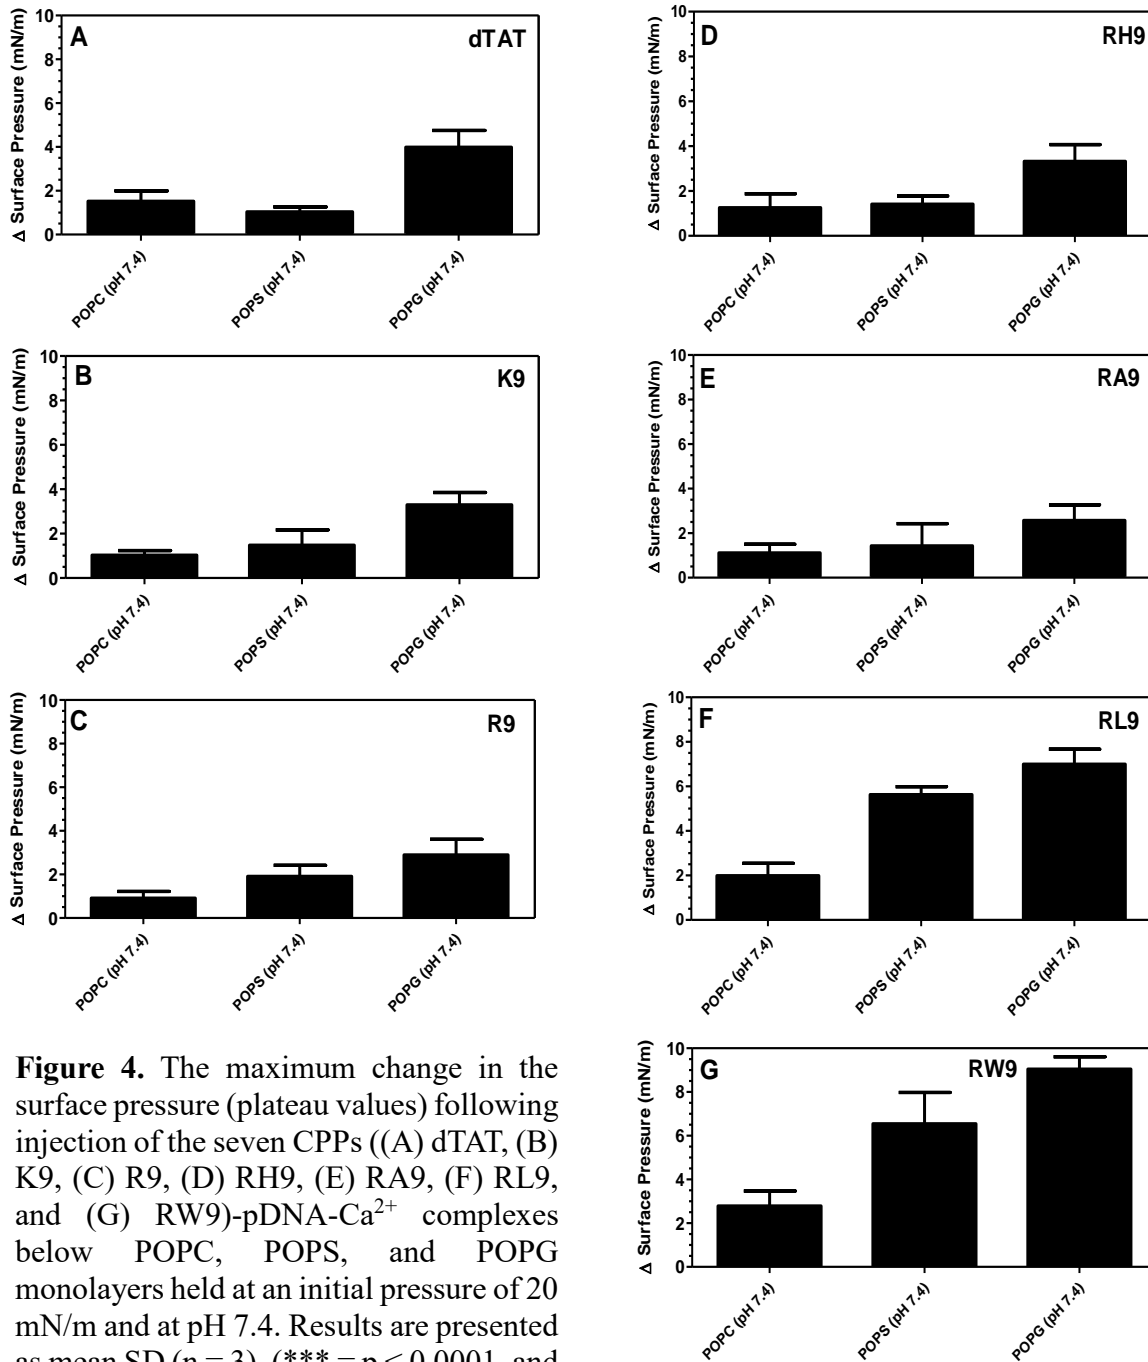 A
dTAT
Δ Surface Pressure (mN/m)
10
8
6
4
2
0
POPC (pH 7.4)
POPS (pH 7.4)
POPG (pH 7.4)
B
K9
Δ Surface Pressure (mN/m)
10
8
6
4
2
0
POPC (pH 7.4)
POPS (pH 7.4)
POPG (pH 7.4)
C
R9
Δ Surface Pressure (mN/m)
10
8
6
4
2
0
POPC (pH 7.4)
POPS (pH 7.4)
POPG (pH 7.4)
D
RH9
Δ Surface Pressure (mN/m)
10
8
6
4
2
0
POPC (pH 7.4)
POPS (pH 7.4)
POPG (pH 7.4)
E
RA9
Δ Surface Pressure (mN/m)
10
8
6
4
2
0
POPC (pH 7.4)
POPS (pH 7.4)
POPG (pH 7.4)
F
RL9
Δ Surface Pressure (mN/m)
10
8
6
4
2
0
POPC (pH 7.4)
POPS (pH 7.4)
POPG (pH 7.4)
G
RW9
Δ Surface Pressure (mN/m)
10
8
6
4
2
0
POPC (pH 7.4)
POPS (pH 7.4)
POPG (pH 7.4)
Figure 4. The maximum change in the
surface pressure (plateau values) following
injection of the seven CPPs ((A) dTAT, (B)
K9, (C) R9, (D) RH9, (E) RA9, (F) RL9,
and (G) RW9)-pDNA-Ca²⁺ complexes
below POPC, POPS, and POPG
monolayers held at an initial pressure of 20
mN/m and at pH 7.4. Results are presented
as mean SD (n = 3), (*** = p < 0.0001, and